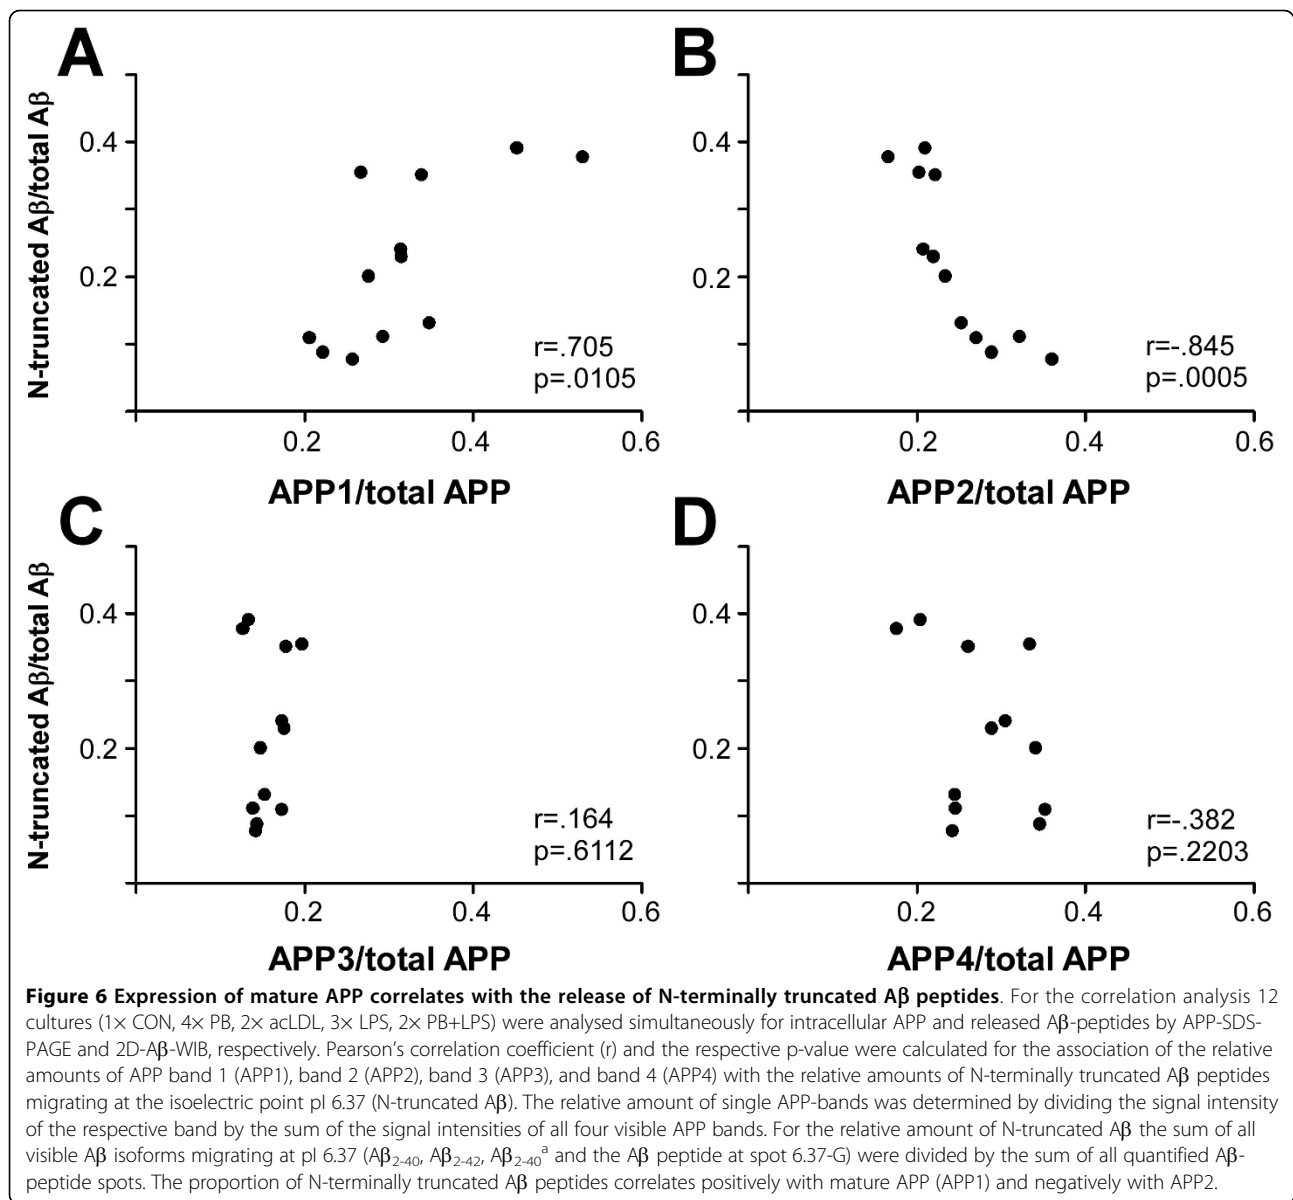 A
N-truncated Aβ/total Aβ
0.4
0.2
r=.705
p=.0105
0.2 0.4 0.6
APP1/total APP
B
0.4
0.2
r=-.845
p=.0005
0.2 0.4 0.6
APP2/total APP
C
N-truncated Aβ/total Aβ
0.4
0.2
r=.164
p=.6112
0.2 0.4 0.6
APP3/total APP
D
0.4
0.2
r=-.382
p=.2203
0.2 0.4 0.6
APP4/total APP
Figure 6 Expression of mature APP correlates with the release of N-terminally truncated Aβ peptides. For the correlation analysis 12
cultures (1× CON, 4× PB, 2× acLDL, 3× LPS, 2× PB+LPS) were analysed simultaneously for intracellular APP and released Aβ-peptides by APP-SDS-
PAGE and 2D-Aβ-WIB, respectively. Pearson's correlation coefficient (r) and the respective p-value were calculated for the association of the relative
amounts of APP band 1 (APP1), band 2 (APP2), band 3 (APP3), and band 4 (APP4) with the relative amounts of N-terminally truncated Aβ peptides
migrating at the isoelectric point pI 6.37 (N-truncated Aβ). The relative amount of single APP-bands was determined by dividing the signal intensity
of the respective band by the sum of the signal intensities of all four visible APP bands. For the relative amount of N-truncated Aβ the sum of all
visible Aβ isoforms migrating at pI 6.37 (Aβ2-40, Aβ2-42, Aβ2-40ᵃ and the Aβ peptide at spot 6.37-G) were divided by the sum of all quantified Aβ-
peptide spots. The proportion of N-terminally truncated Aβ peptides correlates positively with mature APP (APP1) and negatively with APP2.